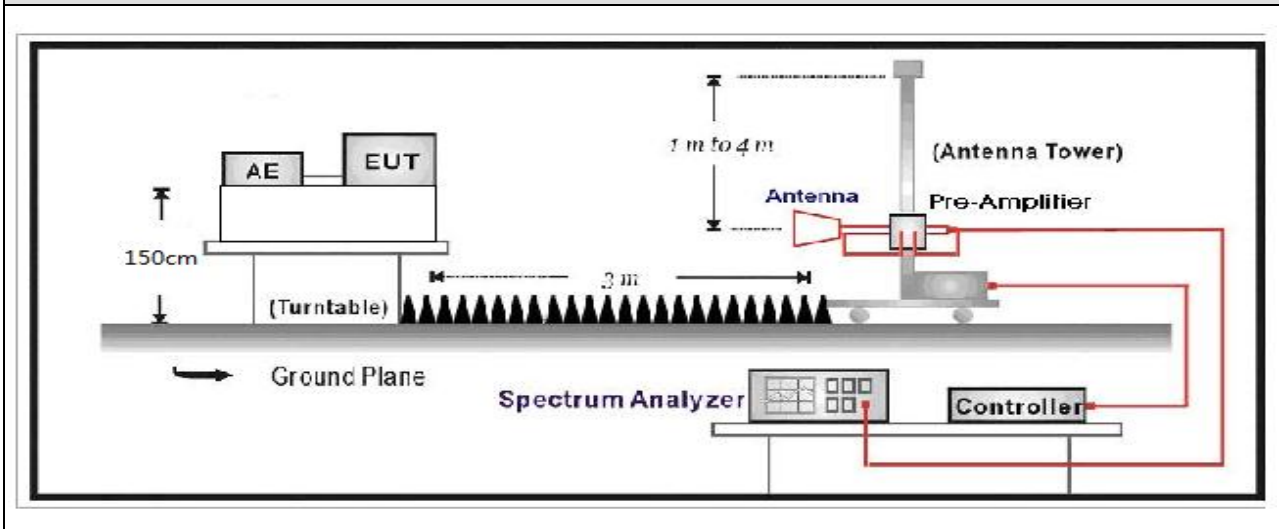 1 m to 4 m
(Antenna Tower)
AE
EUT
Antenna
Pre-Amplifier
150cm
3 m
(Turntable)
Ground Plane
Spectrum Analyzer
Controller